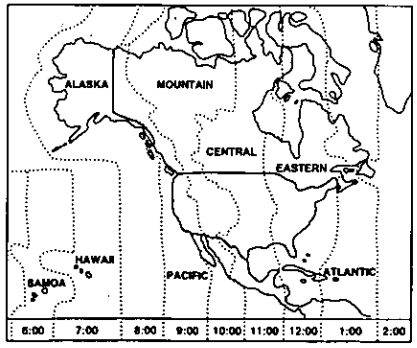 ALASKA MOUNTAIN
CENTRAL
EASTERN
HAWAII
SAMOA
PACIFIC
ATLANTIC
6:00 7:00 8:00 9:00 10:00 11:00 12:00 1:00 2:00